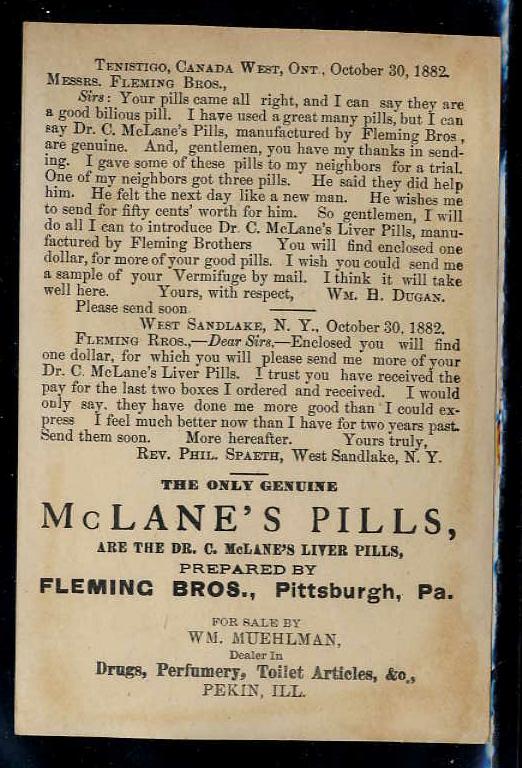 TENISTIGO, CANADA WEST, ONT., October 30, 1882.
MESSRS. FLEMING BROS.,
Sirs: Your pills came all right, and I can say they are
a good bilious pill. I have used a great many pills, but I can
say Dr. C. McLane's Pills, manufactured by Fleming Bros,
are genuine. And, gentlemen, you have my thanks in send-
ing. I gave some of these pills to my neighbors for a trial.
One of my neighbors got three pills. He said they did help
him. He felt the next day like a new man. He wishes me
to send for fifty cents' worth for him. So gentlemen, I will
do all I can to introduce Dr. C. McLane's Liver Pills, manu-
factured by Fleming Brothers You will find enclosed one
dollar, for more of your good pills. I wish you could send me
a sample of your Vermifuge by mail. I think it will take
well here. Yours, with respect, WM. H. DUGAN.
Please send soon
WEST SANDLAKE, N. Y., October 30, 1882.
FLEMING RROS.,—Dear Sirs,—Enclosed you will find
one dollar, for which you will please send me more of your
Dr. C. McLane's Liver Pills. I trust you have received the
pay for the last two boxes I ordered and received. I would
only say. they have done me more good than I could ex-
press I feel much better now than I have for two years past.
Send them soon. More hereafter. Yours truly,
REV. PHIL. SPAETH, West Sandlake, N. Y.
THE ONLY GENUINE
McLANE'S PILLS,
ARE THE DR. C. McLANE'S LIVER PILLS,
PREPARED BY
FLEMING BROS., Pittsburgh, Pa.
FOR SALE BY
WM. MUEHLMAN,
Dealer In
Drugs, Perfumery, Toilet Articles, &c.,
PEKIN, ILL.